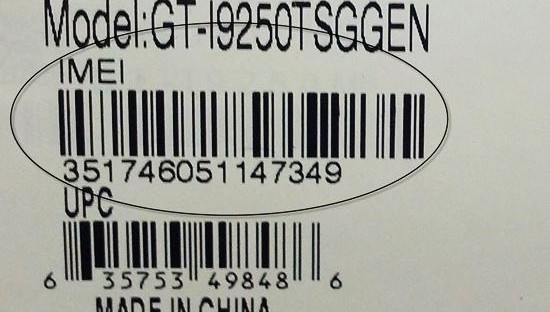 Model:GT-I9250TSGGEN
IMEI
351746051147349
UPC
6 35753 49848 6
MADE IN CHINA